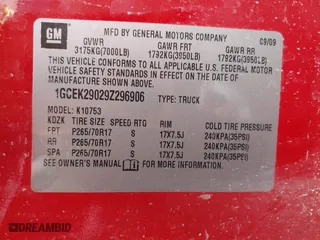 GM
MFD BY GENERAL MOTORS CORP 09/09
GVWR GAWR FRT GAWR RR
3175KG(7000LB) 1792KG(3950LB) 1792KG(3950LB)
THIS VEHICLE CONFORMS TO ALL APPLICABLE U.S. FEDERAL MOTOR
VEHICLE SAFETY STANDARDS IN EFFECT ON THE DATE OF
MANUFACTURE SHOWN ABOVE.
1GCEK29029Z296906 TYPE: TRUCK
MODEL: K10753
KDZK TIRE SIZE SPEED RTG RIM COLD TIRE PRESSURE
FRT P265/70R17 S 17X7.5J 240KPA(35PSI)
RR P265/70R17 S 17X7.5J 240KPA(35PSI)
SPA P265/70R17 S 17X7.5J 240KPA(35PSI)
SEE OWNER'S MANUAL FOR MORE INFORMATION.
DREAMBID